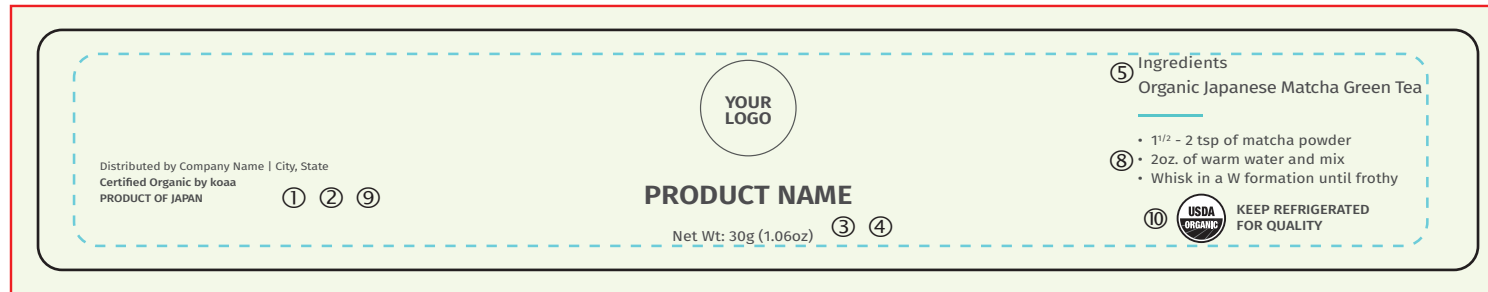 Distributed by Company Name | City, State
Certified Organic by koaa
PRODUCT OF JAPAN
① ② ⑨
YOUR
LOGO
PRODUCT NAME
Net Wt: 30g (1.06oz)
③ ④
⑤ Ingredients
Organic Japanese Matcha Green Tea
• 1¹/² - 2 tsp of matcha powder
⑧ • 2oz. of warm water and mix
• Whisk in a W formation until frothy
⑩
USDA
ORGANIC
KEEP REFRIGERATED
FOR QUALITY